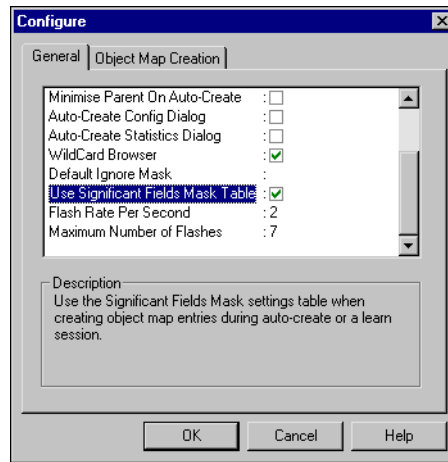 Configure
General Object Map Creation
Minimise Parent On Auto-Create :
Auto-Create Config Dialog :
Auto-Create Statistics Dialog :
WildCard Browser :
Default Ignore Mask :
Use Significant Fields Mask Table :
Flash Rate Per Second : 2
Maximum Number of Flashes : 7
Description
Use the Significant Fields Mask settings table when
creating object map entries during auto-create or a learn
session.
OK Cancel Help